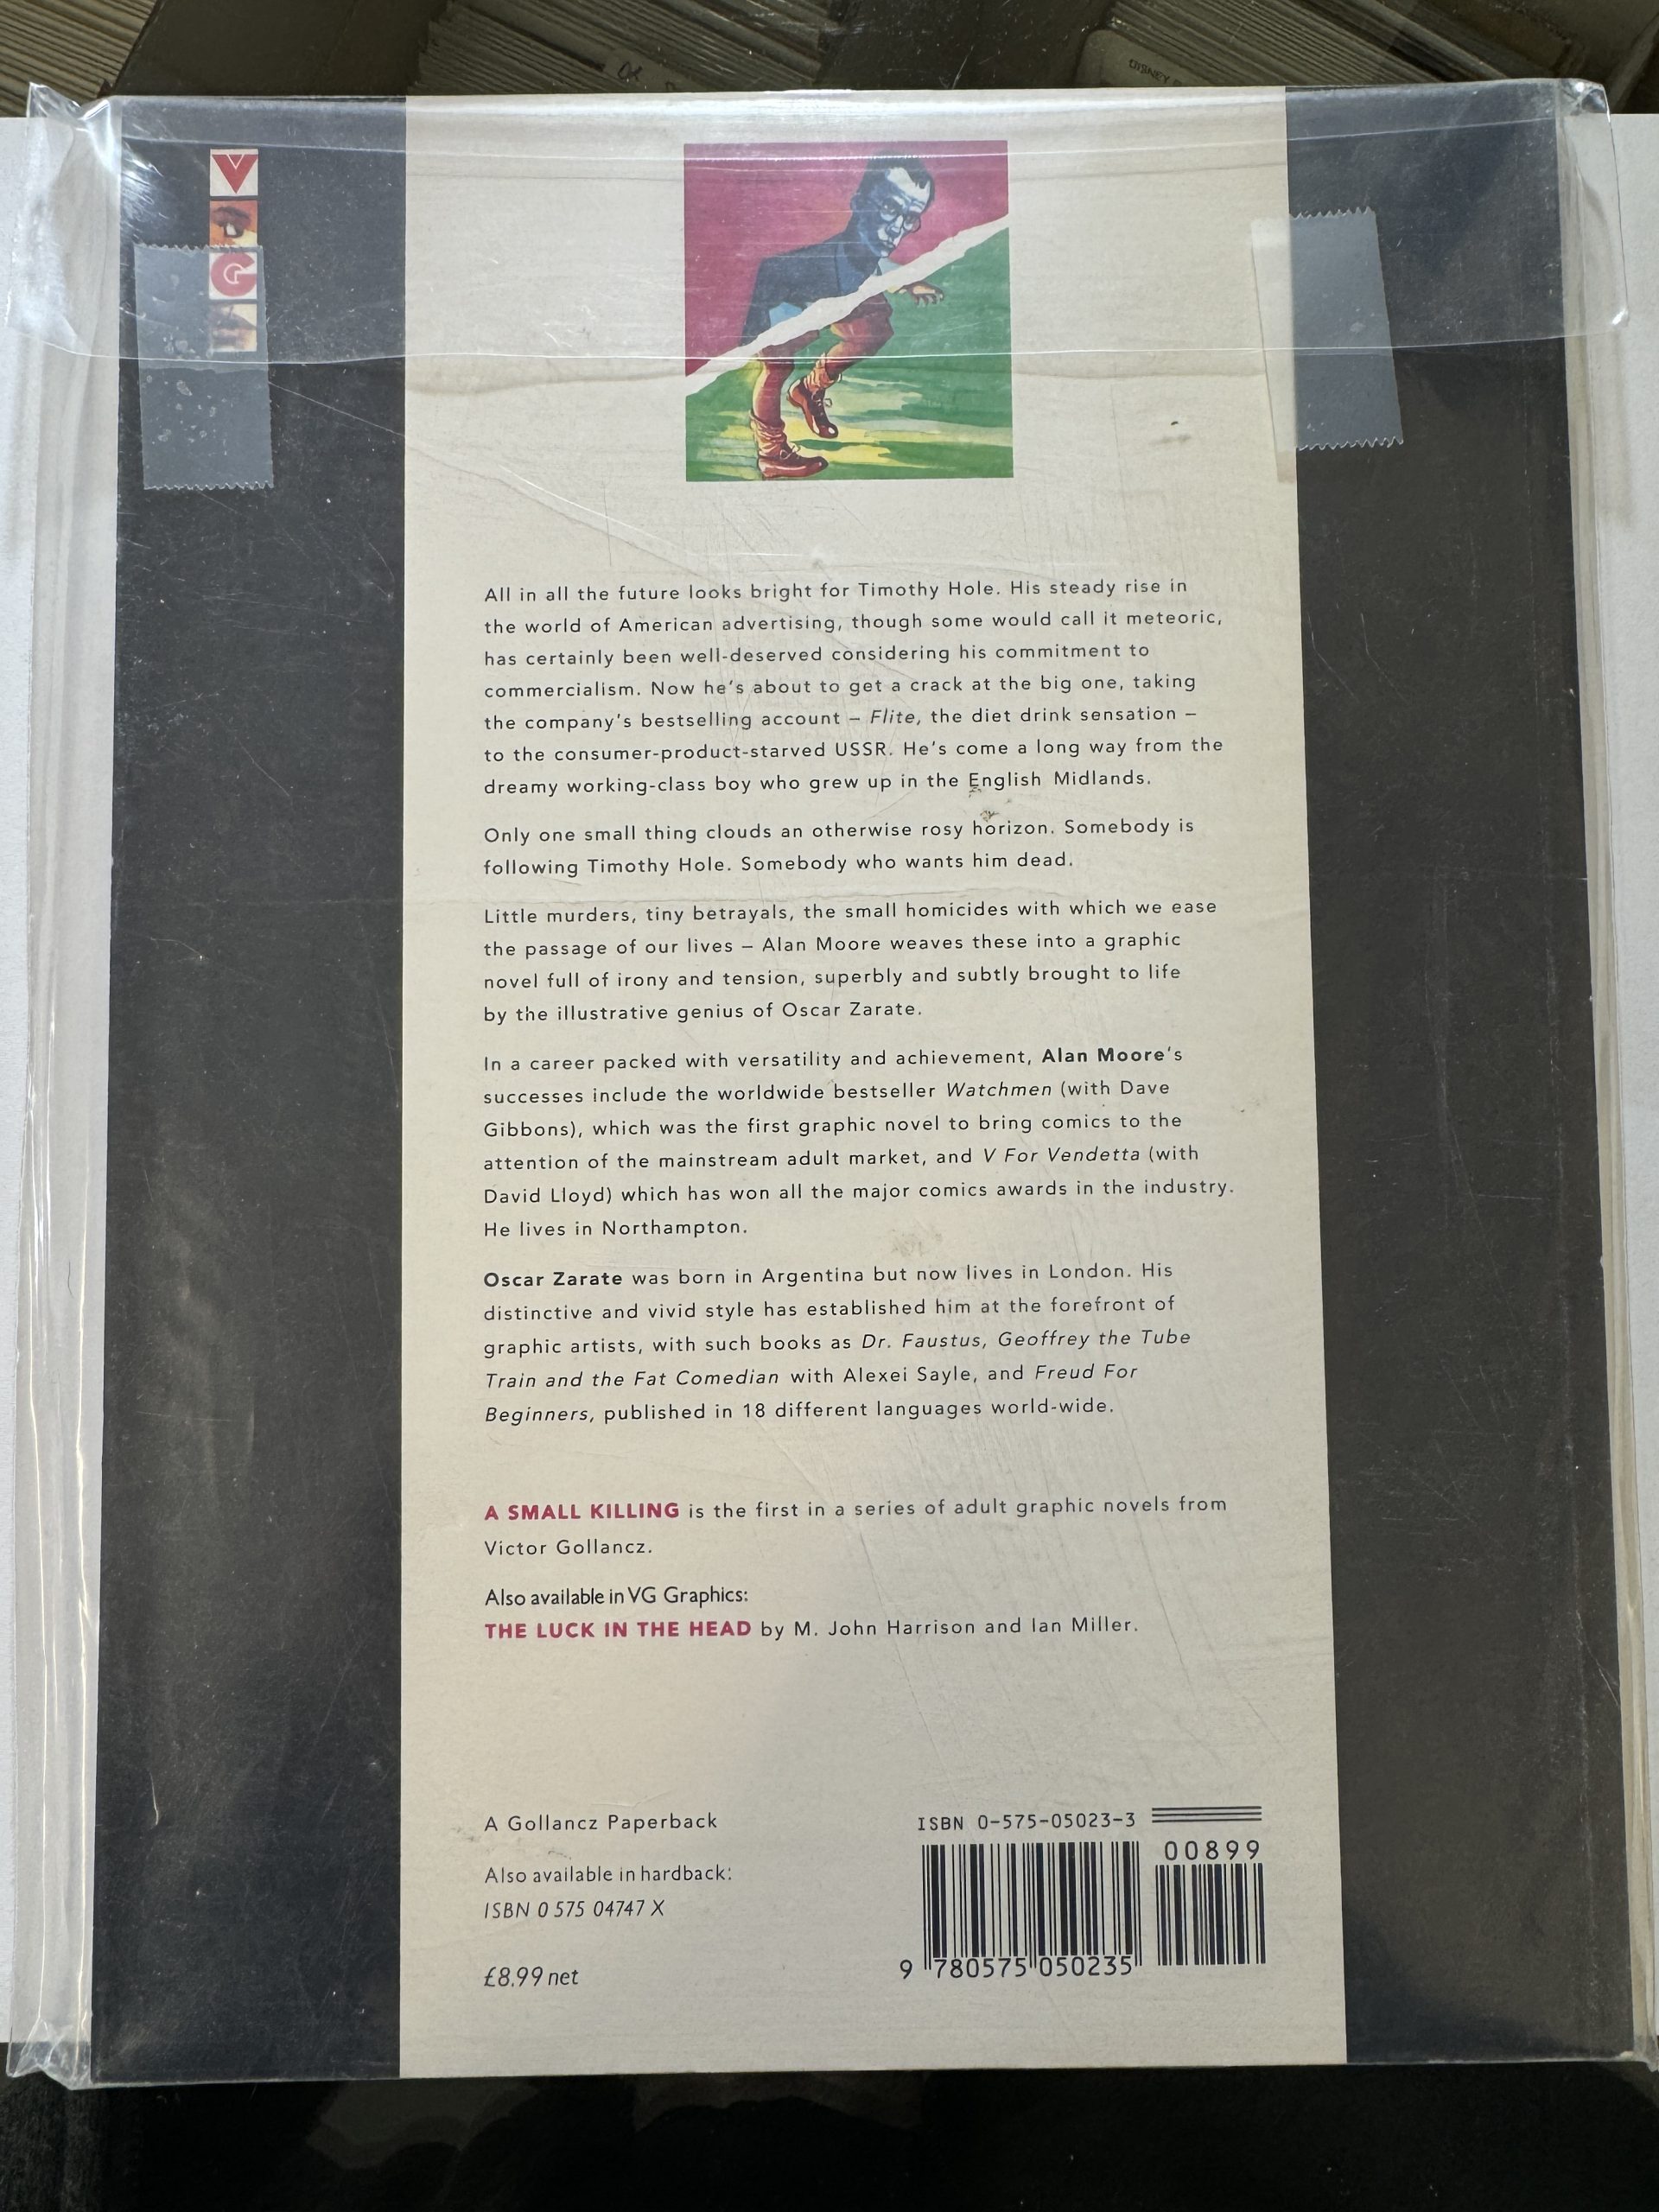 DISNEY
V
G
All in all the future looks bright for Timothy Hole. His steady rise in
the world of American advertising, though some would call it meteoric,
has certainly been well-deserved considering his commitment to
commercialism. Now he's about to get a crack at the big one, taking
the company's bestselling account – Flite, the diet drink sensation –
to the consumer-product-starved USSR. He's come a long way from the
dreamy working-class boy who grew up in the English Midlands.
Only one small thing clouds an otherwise rosy horizon. Somebody is
following Timothy Hole. Somebody who wants him dead.
Little murders, tiny betrayals, the small homicides with which we ease
the passage of our lives – Alan Moore weaves these into a graphic
novel full of irony and tension, superbly and subtly brought to life
by the illustrative genius of Oscar Zarate.
In a career packed with versatility and achievement, Alan Moore's
successes include the worldwide bestseller Watchmen (with Dave
Gibbons), which was the first graphic novel to bring comics to the
attention of the mainstream adult market, and V For Vendetta (with
David Lloyd) which has won all the major comics awards in the industry.
He lives in Northampton.
Oscar Zarate was born in Argentina but now lives in London. His
distinctive and vivid style has established him at the forefront of
graphic artists, with such books as Dr. Faustus, Geoffrey the Tube
Train and the Fat Comedian with Alexei Sayle, and Freud For
Beginners, published in 18 different languages world-wide.
A SMALL KILLING is the first in a series of adult graphic novels from
Victor Gollancz.
Also available in VG Graphics:
THE LUCK IN THE HEAD by M. John Harrison and Ian Miller.
A Gollancz Paperback
Also available in hardback:
ISBN 0 575 04747 X
£8.99 net
ISBN 0-575-05023-3
00899
9 780575 050235